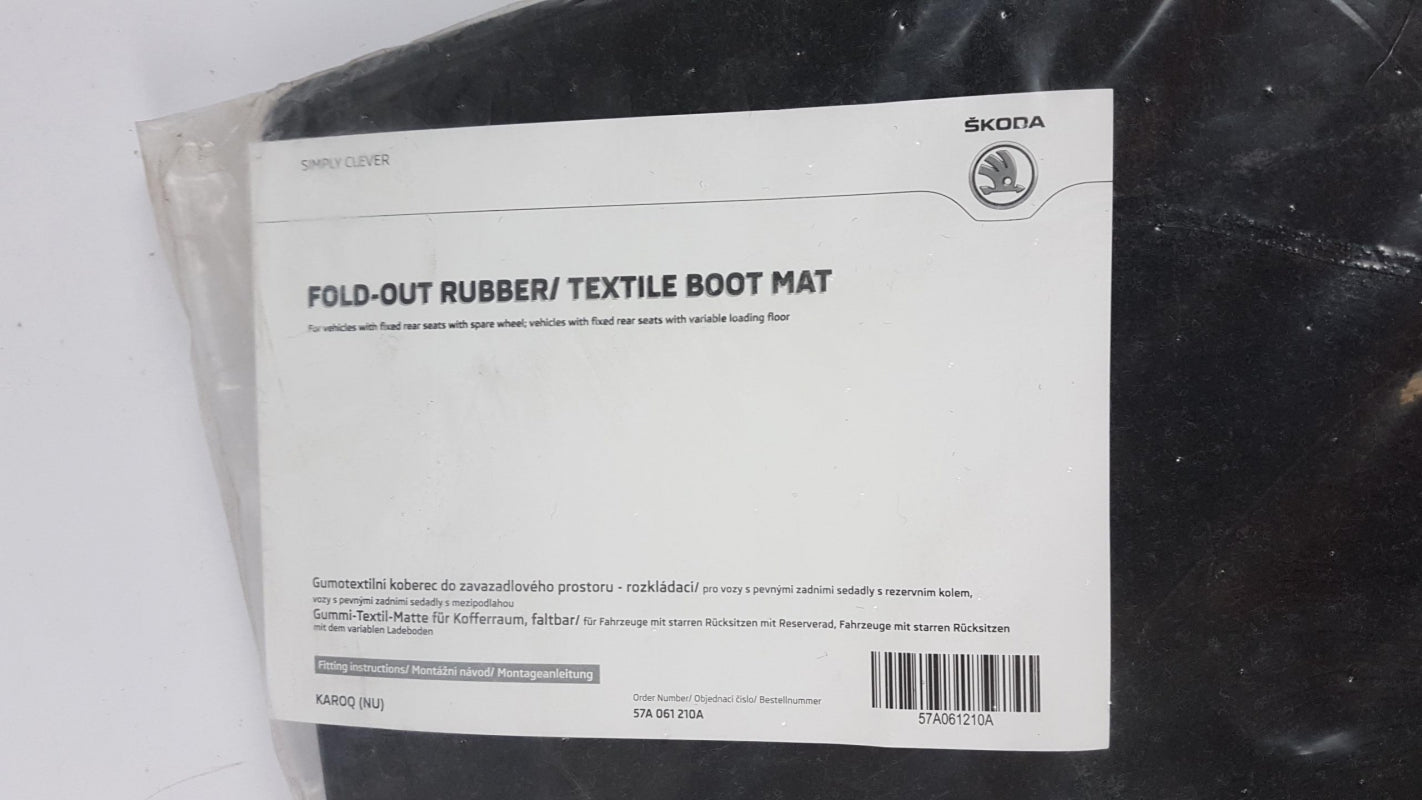 ŠKODA
SIMPLY CLEVER
FOLD-OUT RUBBER/ TEXTILE BOOT MAT
For vehicles with fixed rear seats with spare wheel; vehicles with fixed rear seats with variable loading floor
Gumotextilní koberec do zavazadlového prostoru - rozkládací/ pro vozy s pevnými zadními sedadly s rezervním kolem,
vozy s pevnými zadními sedadly s mezipodlahou
Gummi-Textil-Matte für Kofferraum, faltbar/ für Fahrzeuge mit starren Rücksitzen mit Reserverad, Fahrzeuge mit starren Rücksitzen
mit dem variablen Ladeboden
Fitting instructions/ Montážní návod/ Montageanleitung
KAROQ (NU)
Order Number/ Objednací číslo/ Bestellnummer
57A 061 210A
57A061210A